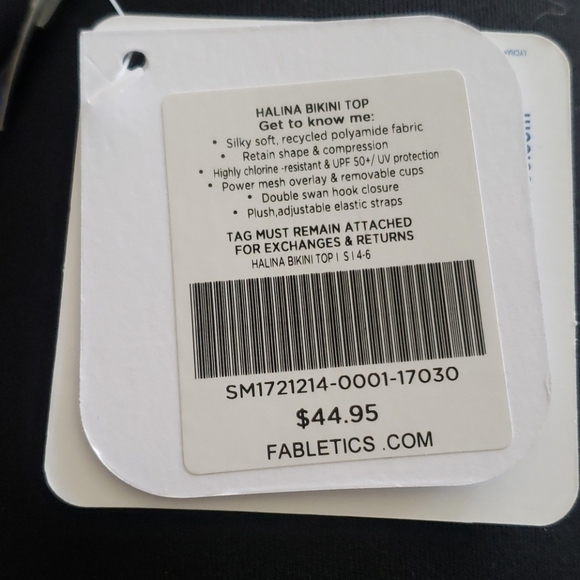 HALINA BIKINI TOP
Get to know me:
• Silky soft, recycled polyamide fabric
• Retain shape & compression
• Highly chlorine -resistant & UPF 50+/ UV protection
• Power mesh overlay & removable cups
• Double swan hook closure
• Plush,adjustable elastic straps
TAG MUST REMAIN ATTACHED
FOR EXCHANGES & RETURNS
HALINA BIKINI TOP | S | 4-6
SM1721214-0001-17030
$44.95
FABLETICS .COM